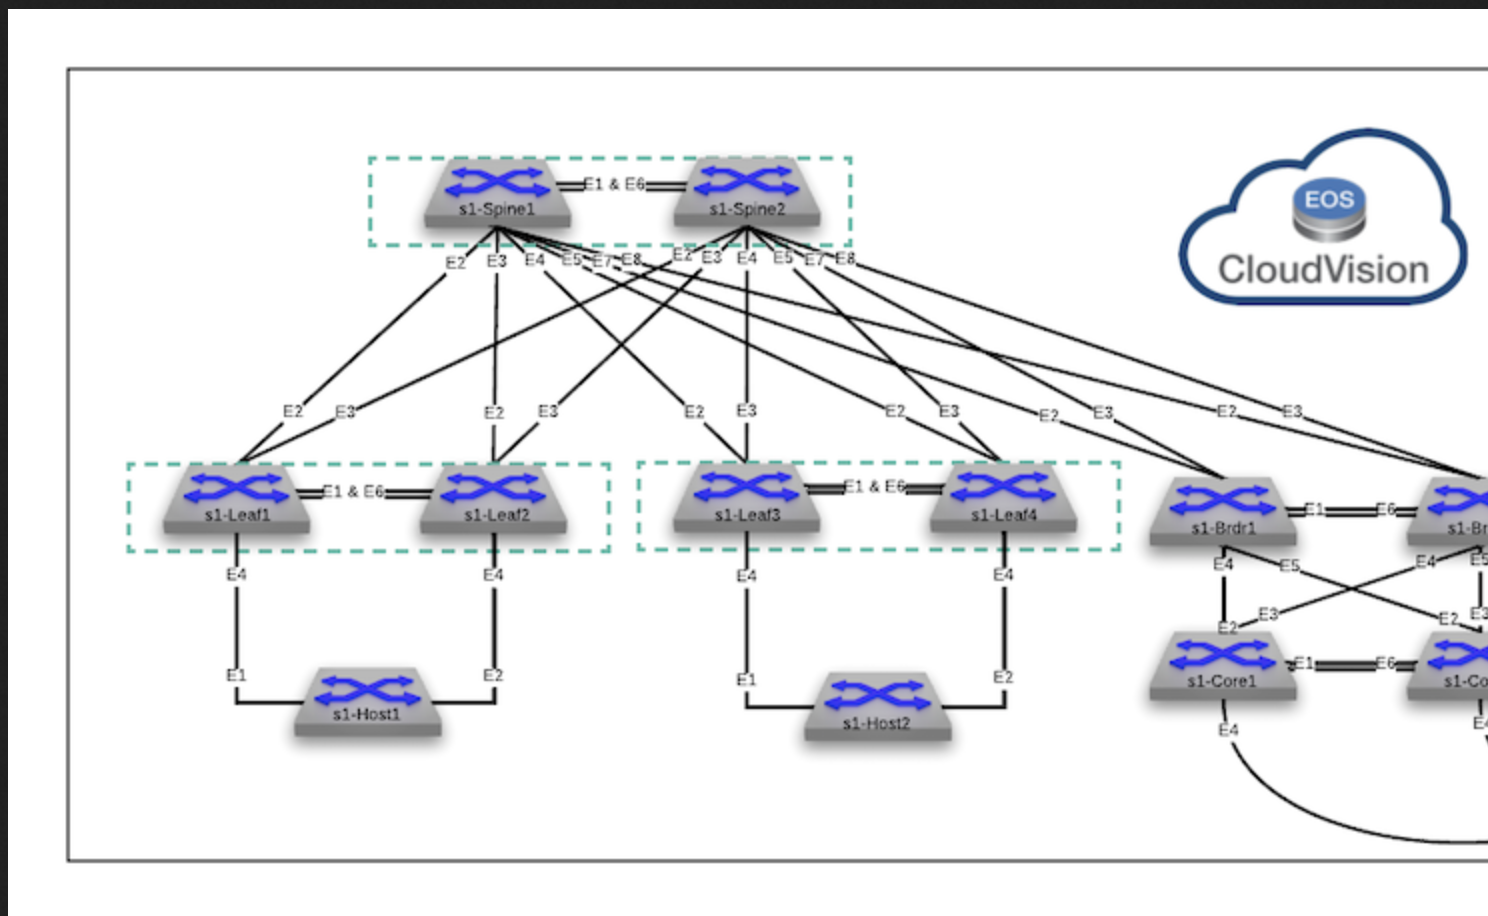 EOS
CloudVision
E1 & E6
s1-Spine1
s1-Spine2
E2
E3
E4
E5
E7
E8
E2
E3
E4
E5
E7
E8
E2
E3
E2
E3
E2
E3
E2
E3
E2
E3
E2
E3
E1 & E6
E1 & E6
s1-Leaf1
s1-Leaf2
s1-Leaf3
s1-Leaf4
E1
E6
s1-Brdr1
s1-Br
E4
E4
E4
E4
E4
E5
E4
E5
E3
E2
E2
E3
E1
E2
E1
E2
E1
E6
s1-Core1
s1-Co
s1-Host1
s1-Host2
E4
E4